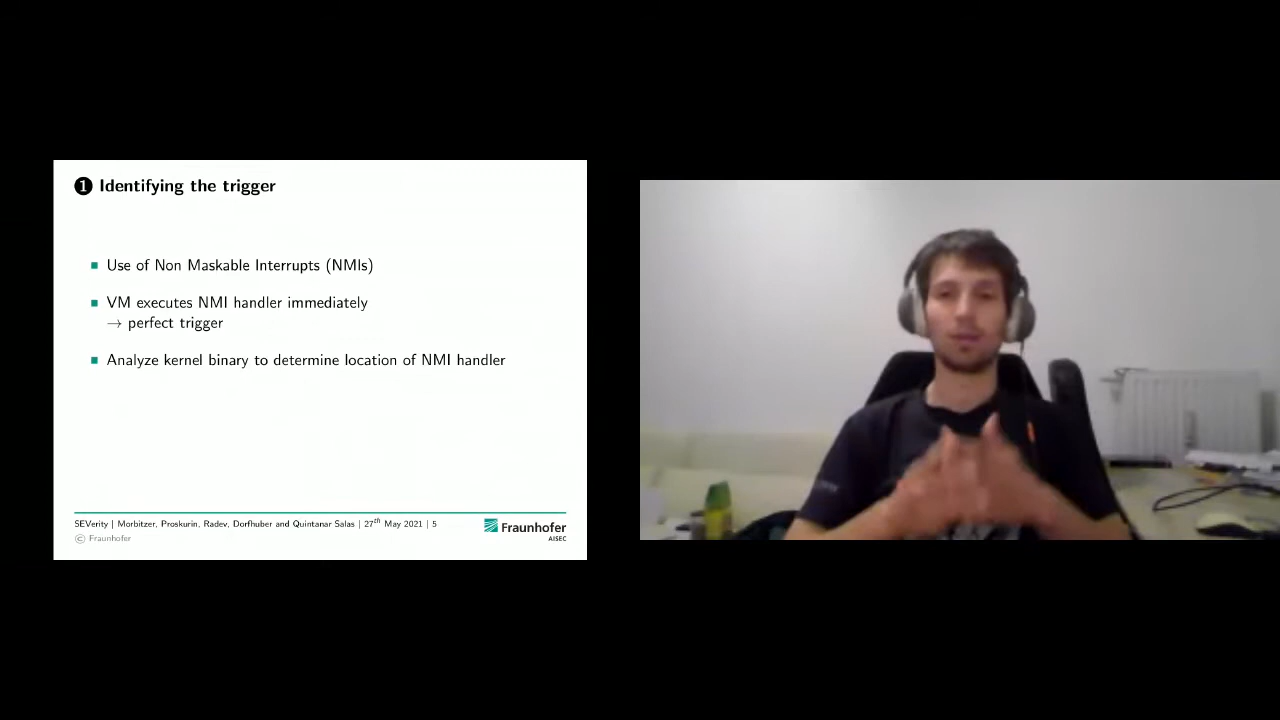 1 Identifying the trigger
Use of Non Maskable Interrupts (NMIs)
VM executes NMI handler immediately
→ perfect trigger
Analyze kernel binary to determine location of NMI handler
SEVerity | Morbitzer, Proskurin, Radev, Dorfhuber and Quintanar Salas | 27th May 2021 | 5
© Fraunhofer
Fraunhofer
AISEC